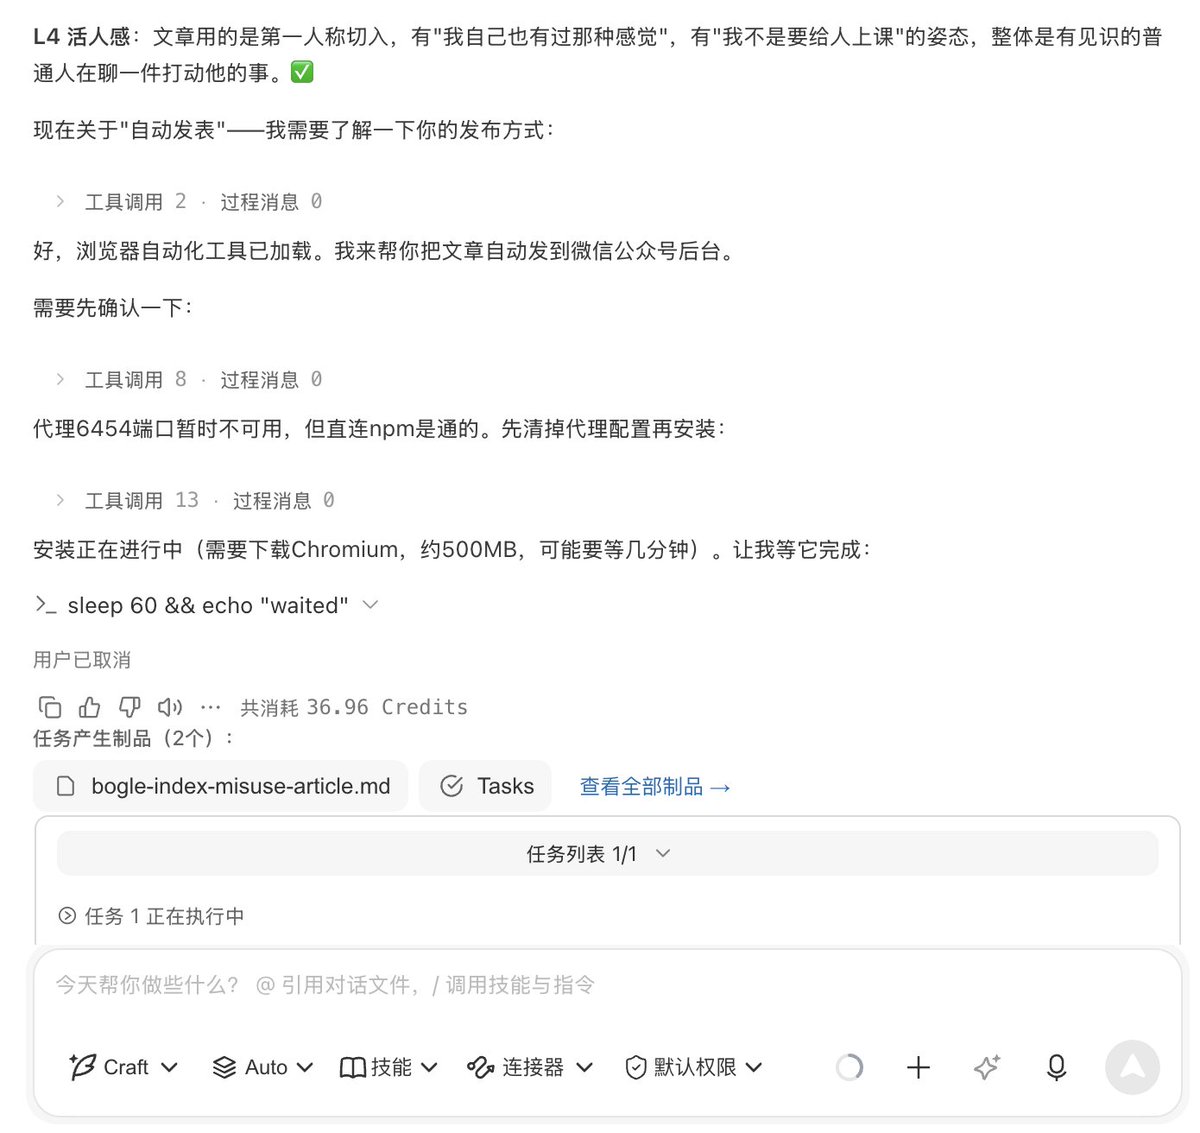 L4 活人感：文章用的是第一人称切入，有"我自己也有过那种感觉"，有"我不是要给人上课"的姿态，整体是有见识的普
通人在聊一件打动他的事。✅
现在关于"自动发表"——我需要了解一下你的发布方式：
工具调用 2 · 过程消息 0
好，浏览器自动化工具已加载。我来帮你把文章自动发到微信公众号后台。
需要先确认一下：
工具调用 8 · 过程消息 0
代理6454端口暂时不可用，但直连npm是通的。先清掉代理配置再安装：
工具调用 13 · 过程消息 0
安装正在进行中（需要下载Chromium，约500MB，可能要等几分钟）。让我等它完成：
>_ sleep 60 && echo "waited"
用户已取消
共消耗 36.96 Credits
任务产生制品（2个）：
bogle-index-misuse-article.md Tasks 查看全部制品 →
任务列表 1/1
任务 1 正在执行中
今天帮你做些什么？ @ 引用对话文件，/ 调用技能与指令
Craft Auto 技能 连接器 默认权限